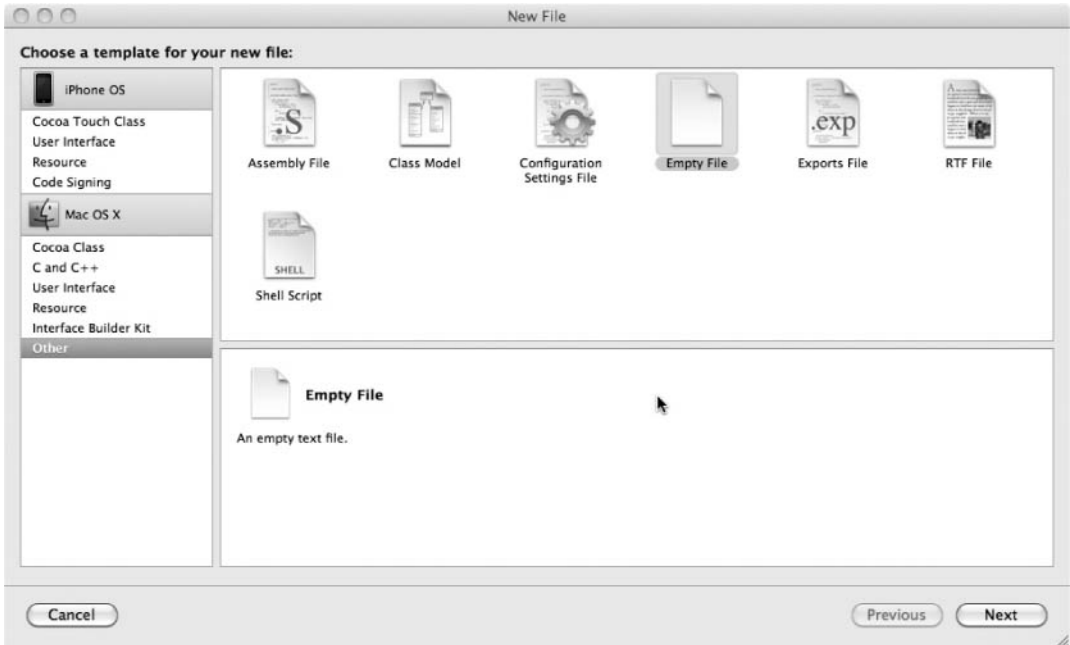 New File
Choose a template for your new file:
iPhone OS
Cocoa Touch Class
User Interface
Resource
Code Signing
Mac OS X
Cocoa Class
C and C++
User Interface
Resource
Interface Builder Kit
Other
.S
Assembly File
Class Model
Configuration
Settings File
Empty File
.exp
Exports File
RTF File
SHELL
Shell Script
Empty File
An empty text file.
Cancel
Previous
Next